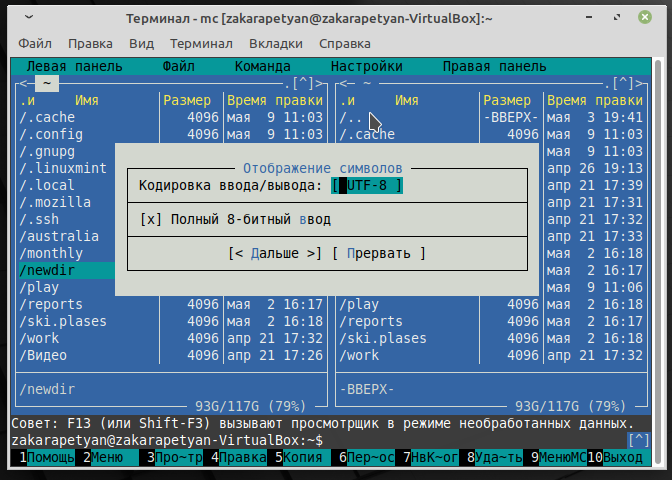 Терминал - mc [zakarapetyan@zakarapetyan-VirtualBox]:~
Файл Правка Вид Терминал Вкладки Справка
Левая панель Файл Команда Настройки Правая панель
<─ ~ .[^]> <─ ~ .[^]>
.и Имя Размер Время правки .и Имя Размер Время правки
/.cache 4096 мая 9 11:03 /.. -ВВЕРХ- мая 3 19:41
/.config 4096 мая 9 11:03 /.cache 4096 мая 9 11:03
/.gnupg мая 9 11:03
/.linuxmint Отображение символов апр 26 19:13
/.local Кодировка ввода/вывода: [ UTF-8 ] апр 21 17:39
/.mozilla апр 21 17:31
/.ssh [x] Полный 8-битный ввод апр 21 17:32
/australia апр 21 17:33
/monthly [< Дальше >] [ Прервать ] мая 2 16:18
/newdir мая 2 16:17
/play мая 9 11:06
/reports 4096 мая 2 16:17 /play 4096 мая 2 16:18
/ski.plases 4096 мая 2 16:18 /reports 4096 мая 2 16:17
/work 4096 апр 21 17:32 /ski.plases 4096 мая 2 16:18
/Видео 4096 апр 21 17:26 /work 4096 апр 21 17:32
/newdir -ВВЕРХ-
93G/117G (79%) 93G/117G (79%)
Совет: F13 (или Shift-F3) вызывают просмотрщик в режиме необработанных данных.
zakarapetyan@zakarapetyan-VirtualBox:~$ [^]
1Помощь 2Меню 3Про~тр 4Правка 5Копия 6Пер~ос 7НвК~ог 8Уда~ть 9МенюМС 10Выход